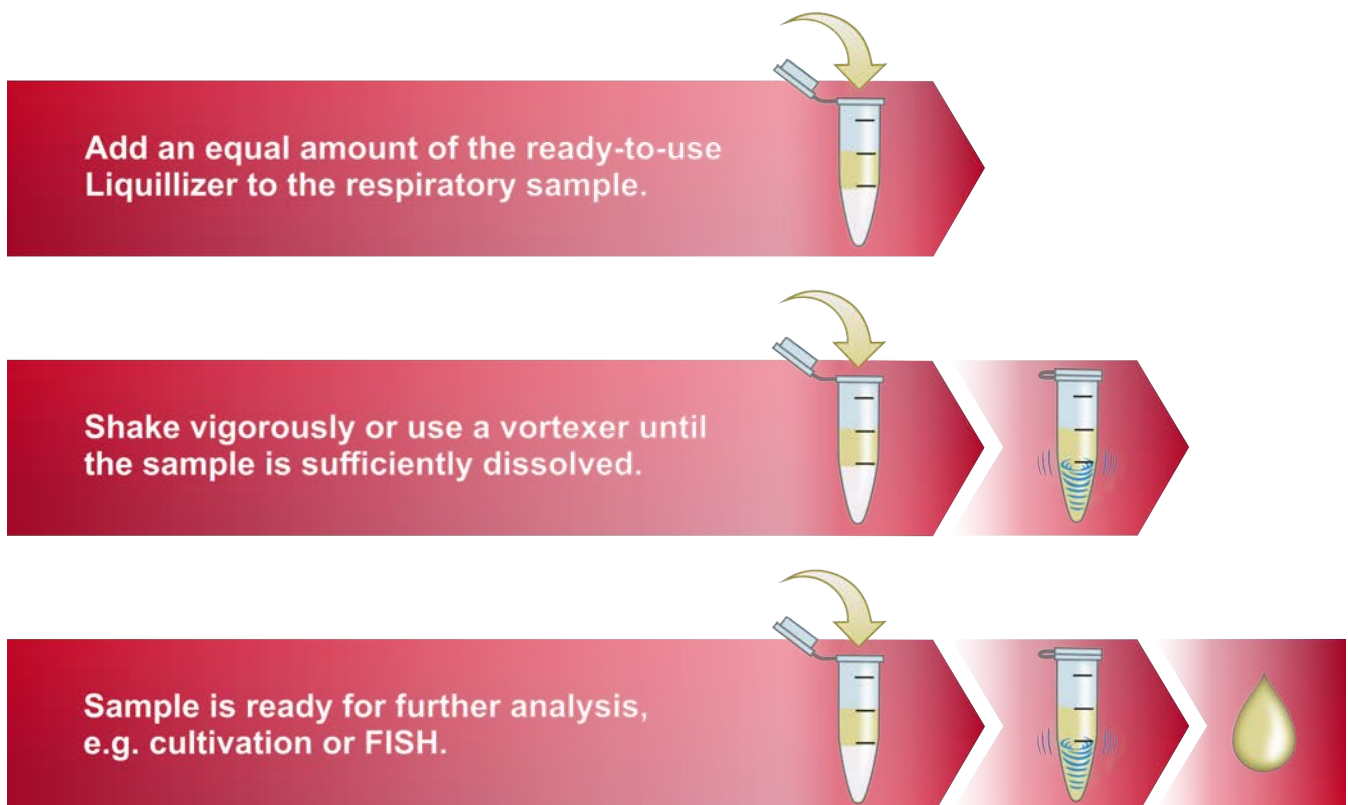 Add an equal amount of the ready-to-use
Liquillizer to the respiratory sample.
Shake vigorously or use a vortexer until
the sample is sufficiently dissolved.
Sample is ready for further analysis,
e.g. cultivation or FISH.